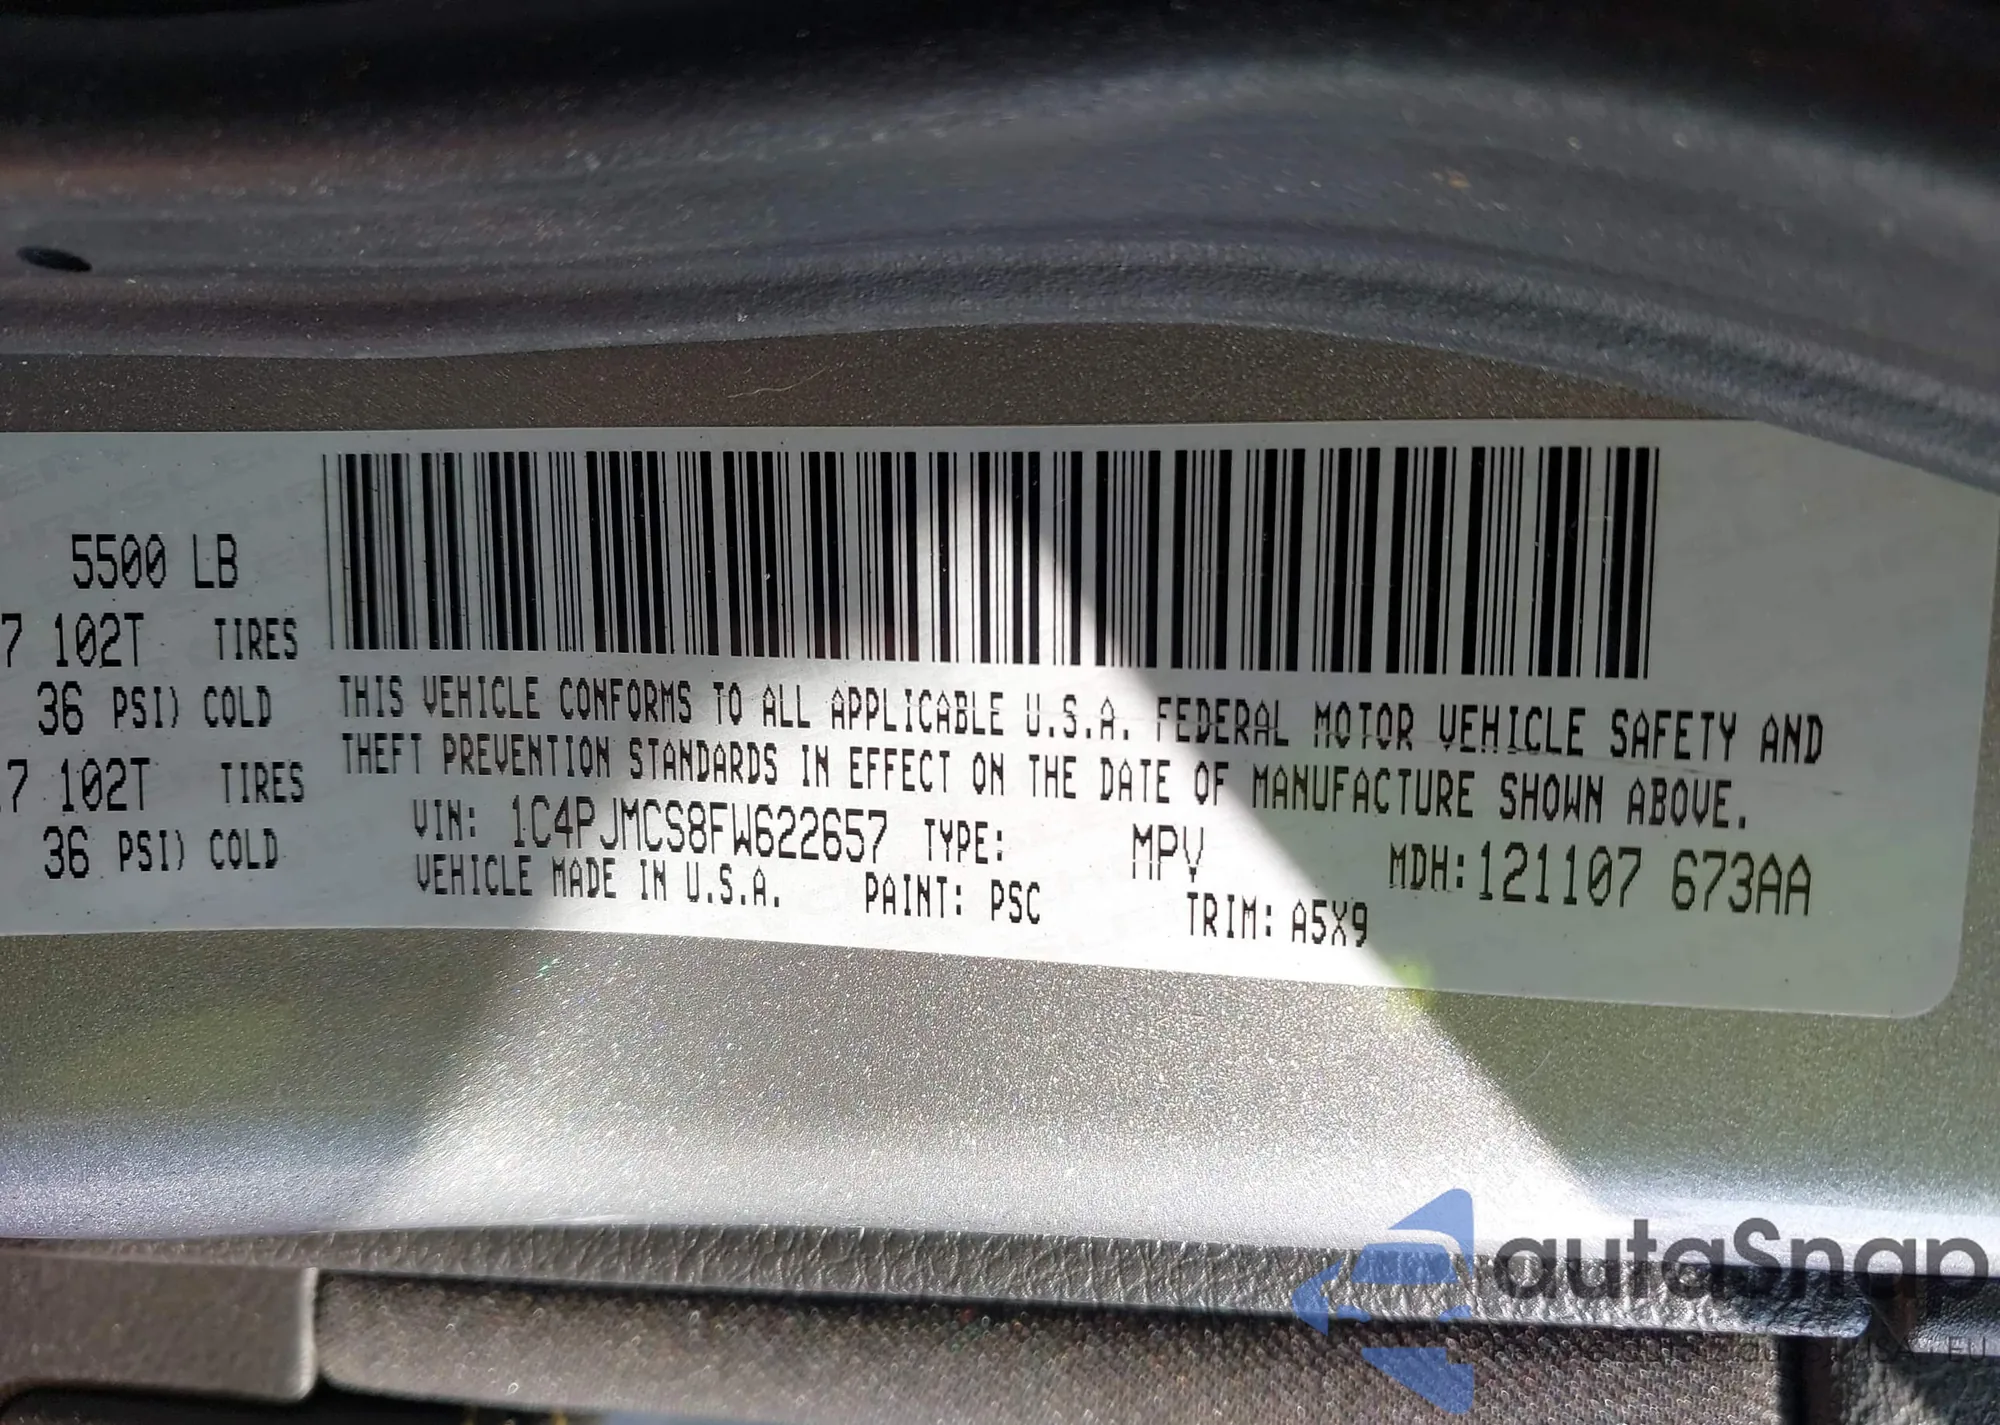 5500 LB
7 102T TIRES
36 PSI) COLD
7 102T TIRES
36 PSI) COLD
THIS VEHICLE CONFORMS TO ALL APPLICABLE U.S.A. FEDERAL MOTOR VEHICLE SAFETY AND
THEFT PREVENTION STANDARDS IN EFFECT ON THE DATE OF MANUFACTURE SHOWN ABOVE.
VIN: 1C4PJMCS8FW622657 TYPE: MPV MDH: 121107 673AA
VEHICLE MADE IN U.S.A. PAINT: PSC TRIM: A5X9
autaSnap